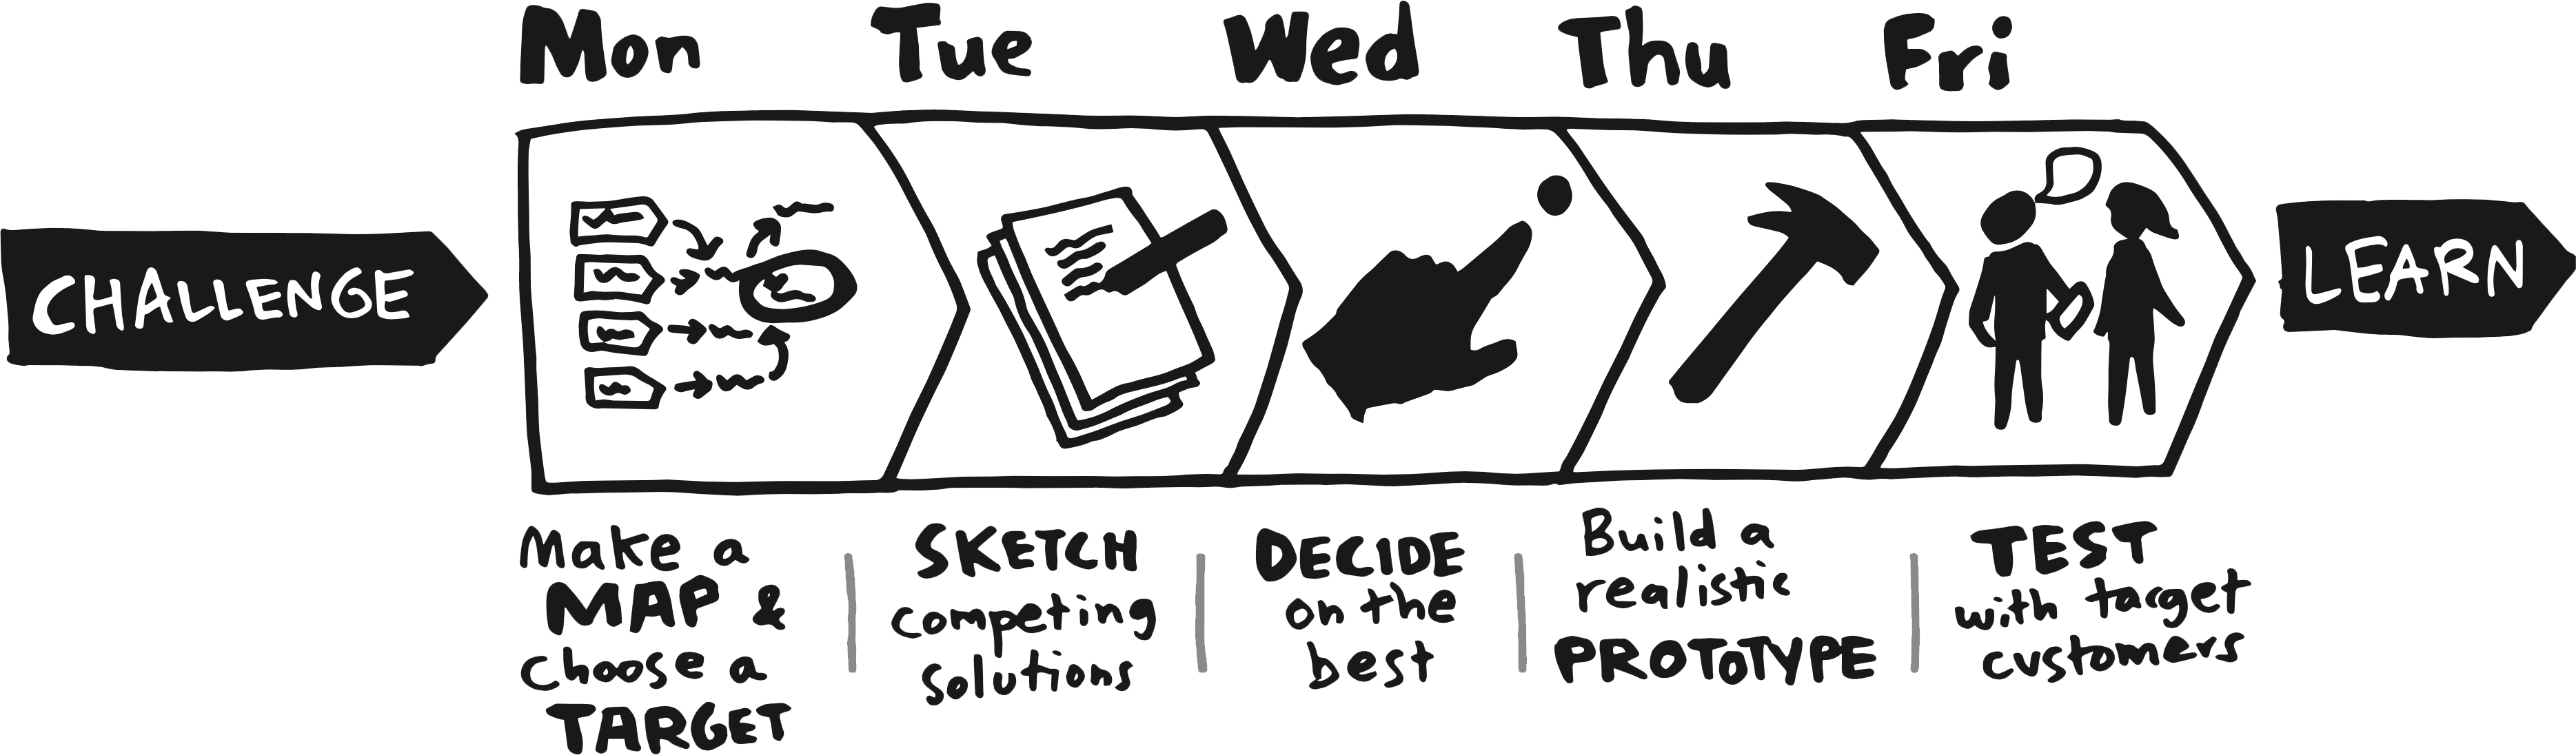 Mon
Tue
Wed
Thu
Fri
CHALLENGE
LEARN
Make a
MAP &
choose a
TARGET
SKETCH
competing
solutions
DECIDE
on the
best
Build a
realistic
PROTOTYPE
TEST
with target
customers